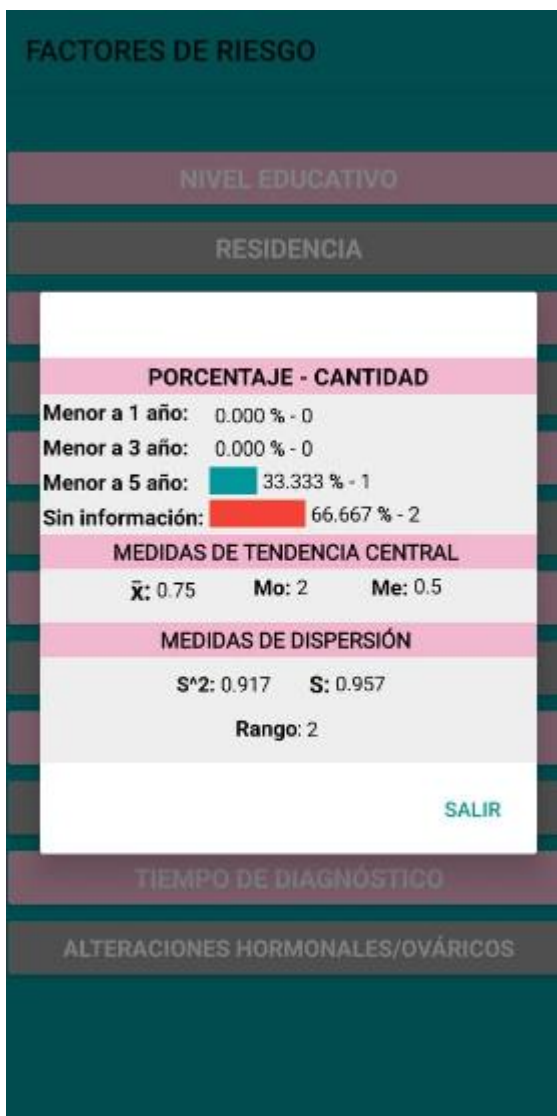 FACTORES DE RIESGO
NIVEL EDUCATIVO
RESIDENCIA
PORCENTAJE - CANTIDAD
Menor a 1 año: 0.000 % - 0
Menor a 3 año: 0.000 % - 0
Menor a 5 año: 33.333 % - 1
Sin información: 66.667 % - 2
MEDIDAS DE TENDENCIA CENTRAL
x̄: 0.75 Mo: 2 Me: 0.5
MEDIDAS DE DISPERSIÓN
S^2: 0.917 S: 0.957
Rango: 2
SALIR
TIEMPO DE DIAGNÓSTICO
ALTERACIONES HORMONALES/OVÁRICOS